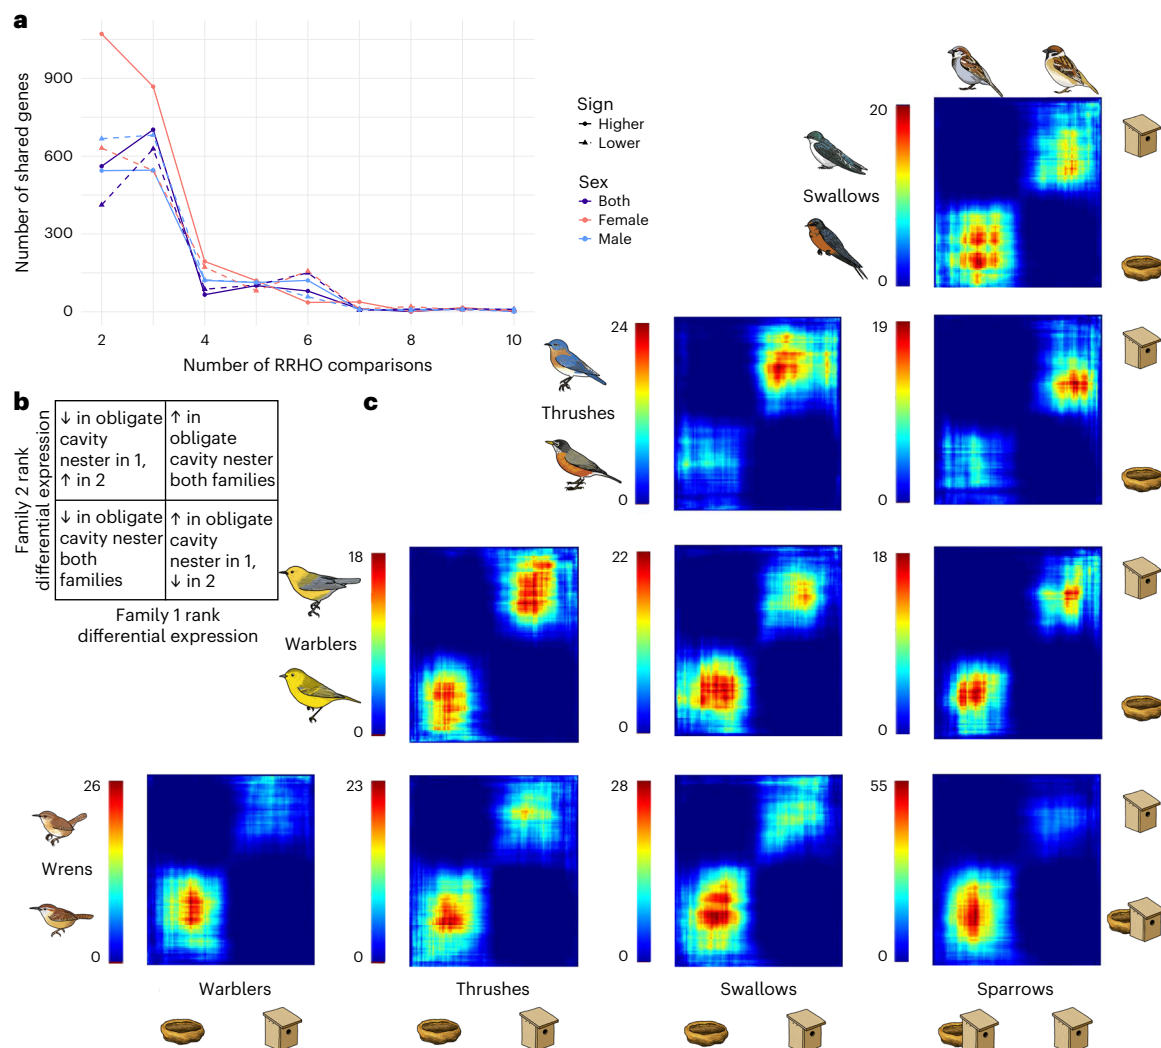 a
900
600
300
0
2
4
6
8
10
Number of shared genes
Number of RRHO comparisons
Sign
Higher
Lower
Sex
Both
Female
Male
b
↓ in obligate
cavity
nester in 1,
↑ in 2
↑ in
obligate
cavity nester
both families
↓ in obligate
cavity nester
both
families
↑ in obligate
cavity
nester in 1,
↓ in 2
Family 2 rank
differential expression
Family 1 rank
differential expression
c
Swallows
20
0
Thrushes
24
0
19
0
Warblers
18
0
22
0
18
0
Wrens
26
0
23
0
28
0
55
0
Warblers
Thrushes
Swallows
Sparrows